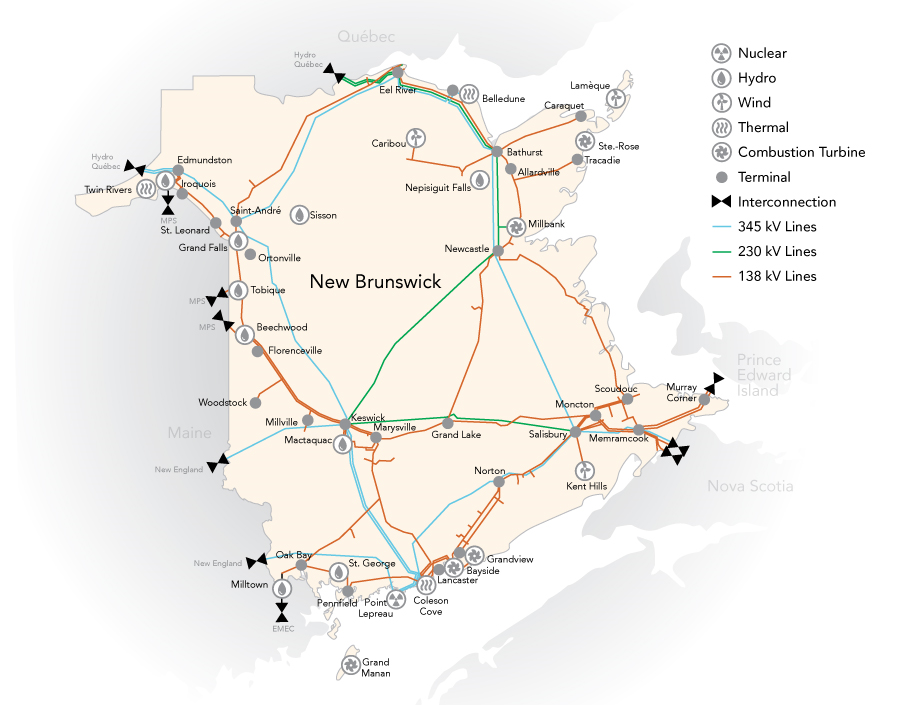 Québec
Hydro
Québec
Eel River
Belledune
Lamèque
Caraquet
Nuclear
Hydro
Wind
Thermal
Combustion Turbine
Terminal
Interconnection
345 kV Lines
230 kV Lines
138 kV Lines
Caribou
Bathurst
Ste.-Rose
Tracadie
Allardville
Nepisiguit Falls
Hydro
Québec
Edmundston
Twin Rivers
Iroquois
MPS
St. Leonard
Saint-André
Sisson
Grand Falls
Ortonville
Millbank
Newcastle
New Brunswick
Tobique
MPS
Beechwood
MPS
Florenceville
Prince
Edward
Island
Woodstock
Scoudouc
Murray
Corner
Moncton
Millville
Keswick
Marysville
Mactaquac
Grand Lake
Salisbury
Memramcook
Maine
New England
Norton
Kent Hills
Nova Scotia
New England
Oak Bay
St. George
Grandview
Bayside
Lancaster
Milltown
Pennfield
Point
Lepreau
Coleson
Cove
EMEC
Grand
Manan